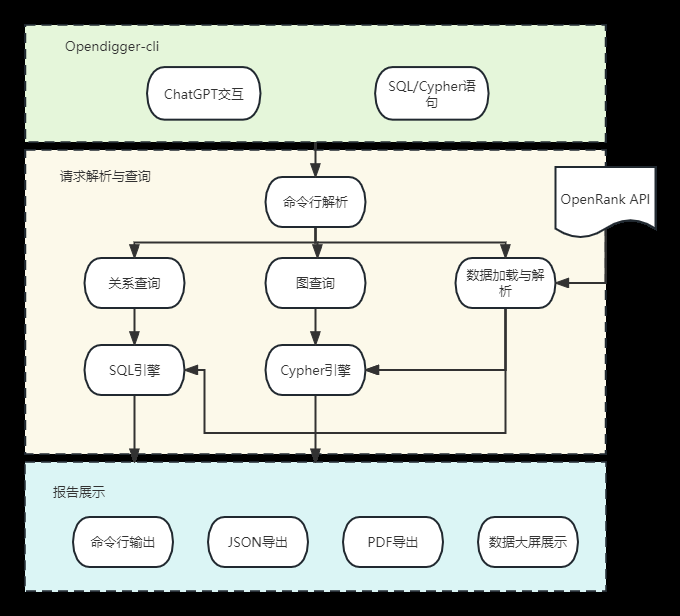 Opendigger-cli
ChatGPT交互
SQL/Cypher语
句
请求解析与查询
命令行解析
OpenRank API
关系查询
图查询
数据加载与解
析
SQL引擎
Cypher引擎
报告展示
命令行输出
JSON导出
PDF导出
数据大屏展示